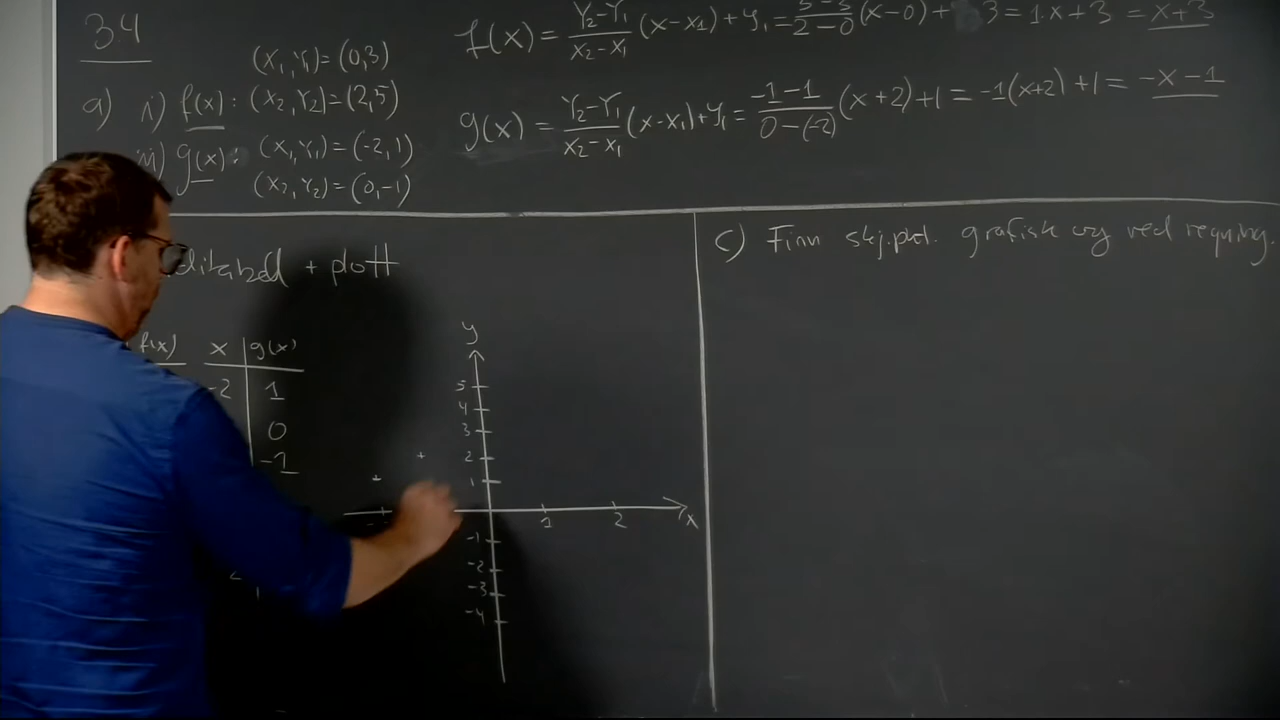 34
a) i) f(x): (x₁,Y₁)=(0,3)
(x₂,Y₂)=(2,5)
ii) g(x): (x₁,Y₁)=(-2,1)
(x₂,Y₂)=(0,-1)
f(x) = (Y₂-Y₁)/(x₂-x₁) (x-x₁)+y₁ = (5-3)/(2-0) (x-0)+3 = 1·x+3 = x+3
g(x) = (Y₂-Y₁)/(x₂-x₁) (x-x₁)+y₁ = (-1-1)/(0-(-2)) (x+2)+1 = -1(x+2)+1 = -x-1
+ plott
f(x) x g(x)
-2 1
0
-1
y
5
4
3
2
1
-1
-2
-3
-4
1 2 x
c) Finn skj.pkt. grafisk og ved regning.